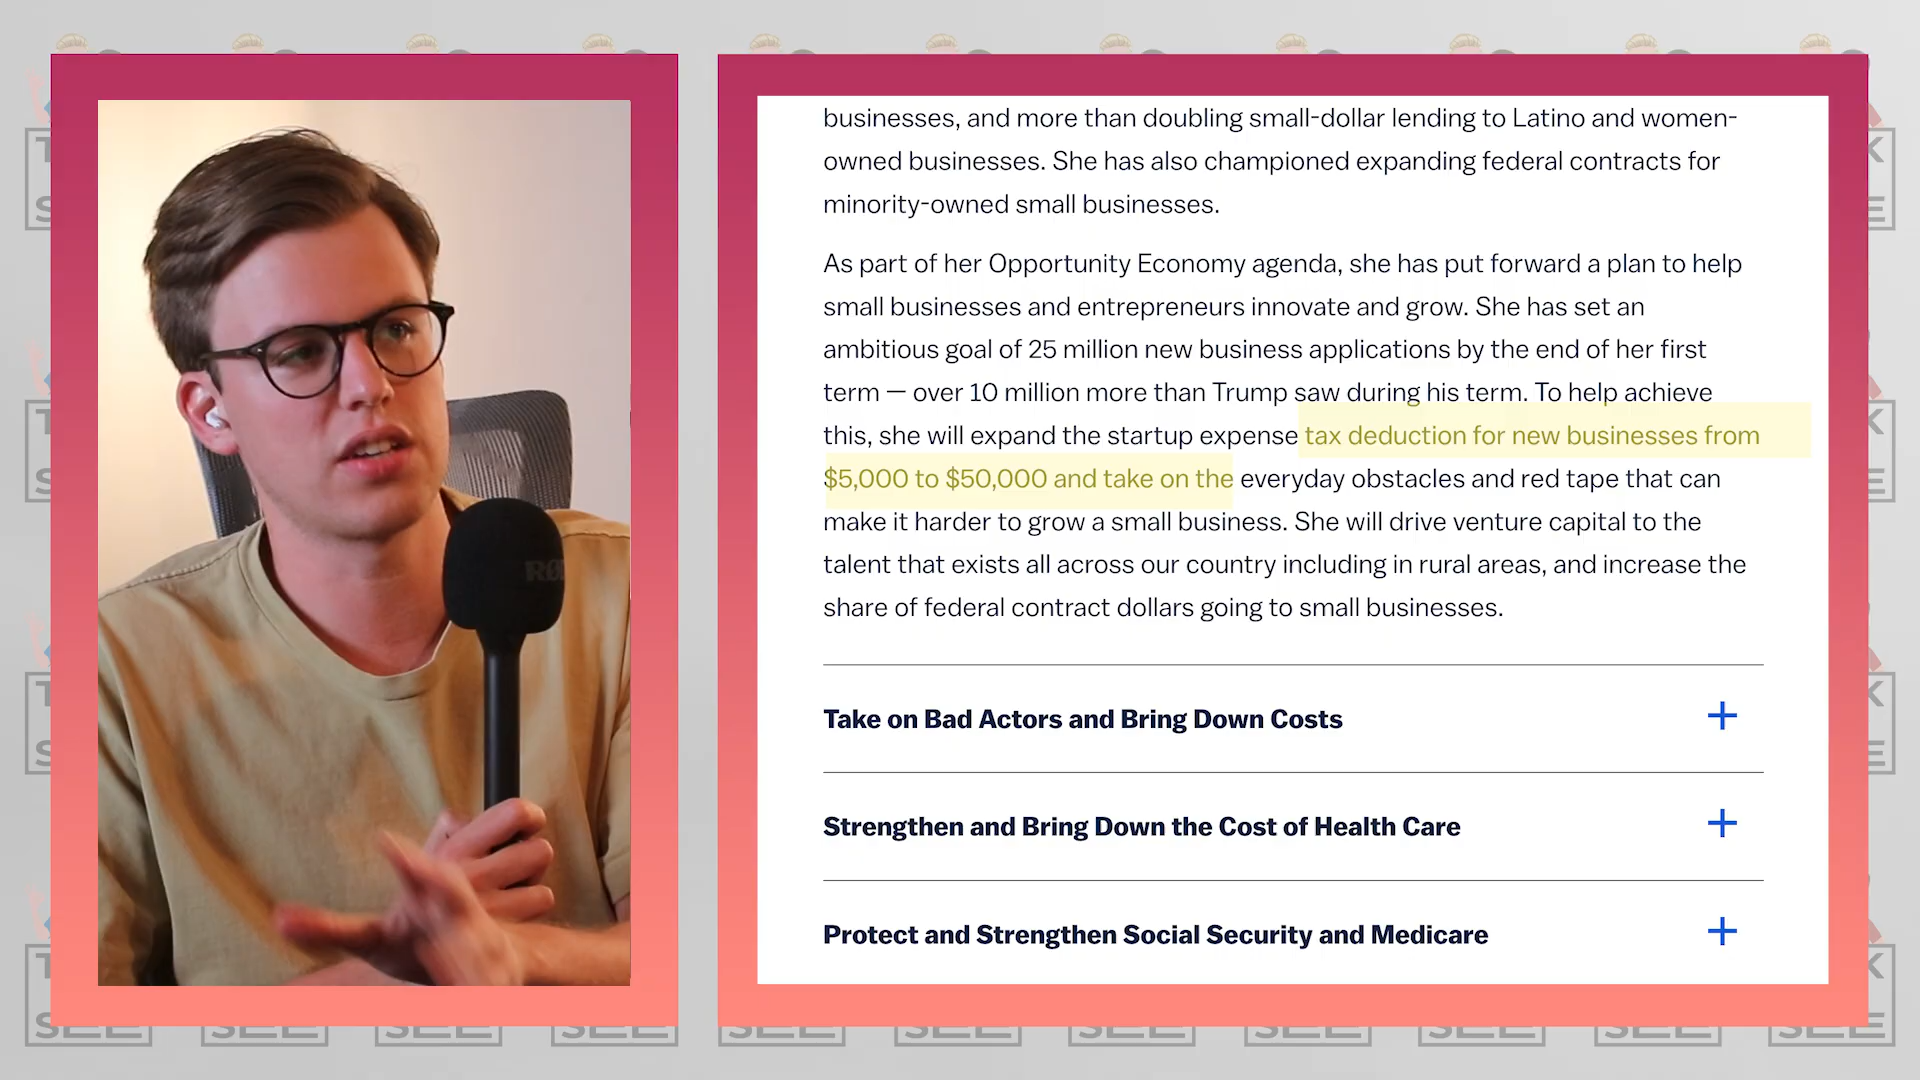 businesses, and more than doubling small-dollar lending to Latino and women-
owned businesses. She has also championed expanding federal contracts for
minority-owned small businesses.
As part of her Opportunity Economy agenda, she has put forward a plan to help
small businesses and entrepreneurs innovate and grow. She has set an
ambitious goal of 25 million new business applications by the end of her first
term — over 10 million more than Trump saw during his term. To help achieve
this, she will expand the startup expense tax deduction for new businesses from
$5,000 to $50,000 and take on the everyday obstacles and red tape that can
make it harder to grow a small business. She will drive venture capital to the
talent that exists all across our country including in rural areas, and increase the
share of federal contract dollars going to small businesses.
Take on Bad Actors and Bring Down Costs
Strengthen and Bring Down the Cost of Health Care
Protect and Strengthen Social Security and Medicare